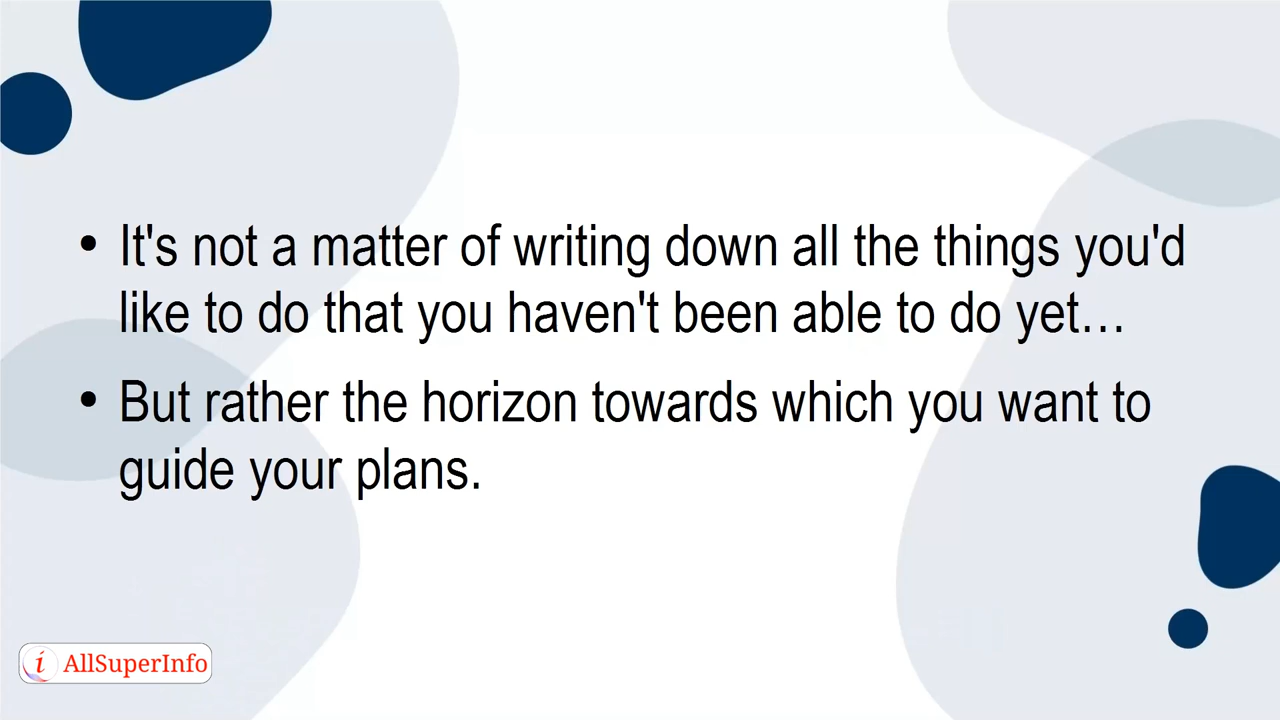 • It's not a matter of writing down all the things you'd
like to do that you haven't been able to do yet…
• But rather the horizon towards which you want to
guide your plans.
i AllSuperInfo